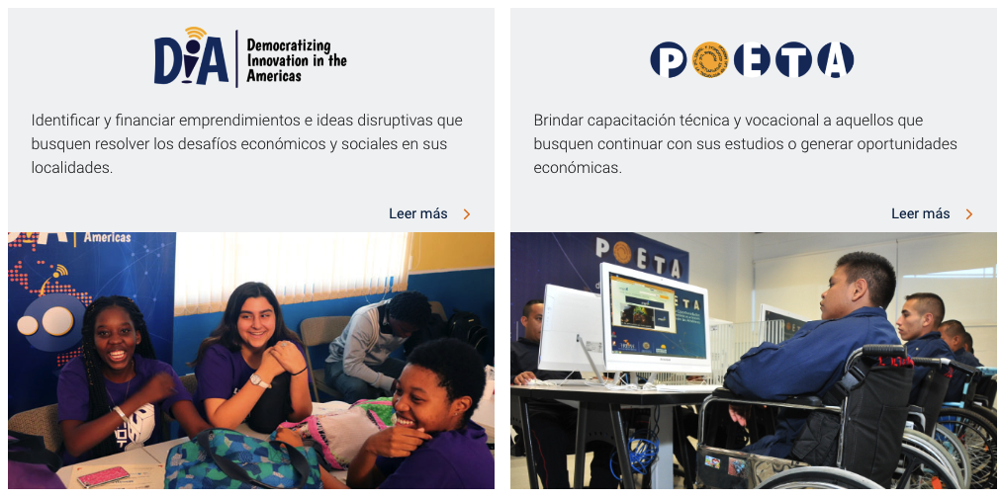 DIA
Democratizing
Innovation in the
Americas
Identificar y financiar emprendimientos e ideas disruptivas que
busquen resolver los desafíos económicos y sociales en sus
localidades.
Leer más
POETA
Brindar capacitación técnica y vocacional a aquellos que
busquen continuar con sus estudios o generar oportunidades
económicas.
Leer más
Americas
POETA